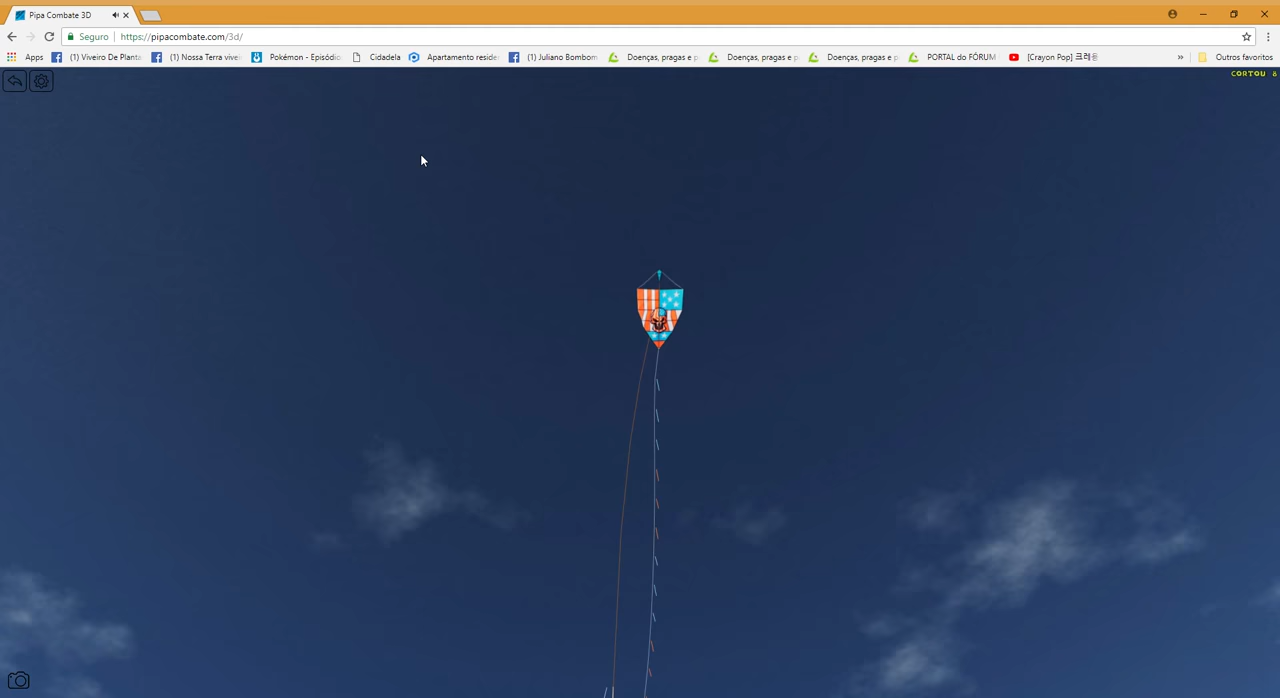 Pipa Combate 3D
Seguro https://pipacombate.com/3d/
Apps (1) Viveiro De Planta (1) Nossa Terra vivei Pokémon - Episódio Cidadela Apartamento reside (1) Juliano Bombom Doenças, pragas e p Doenças, pragas e p Doenças, pragas e p PORTAL do FÓRUM [Crayon Pop] 크레용 » Outros favoritos
CORTOU 8